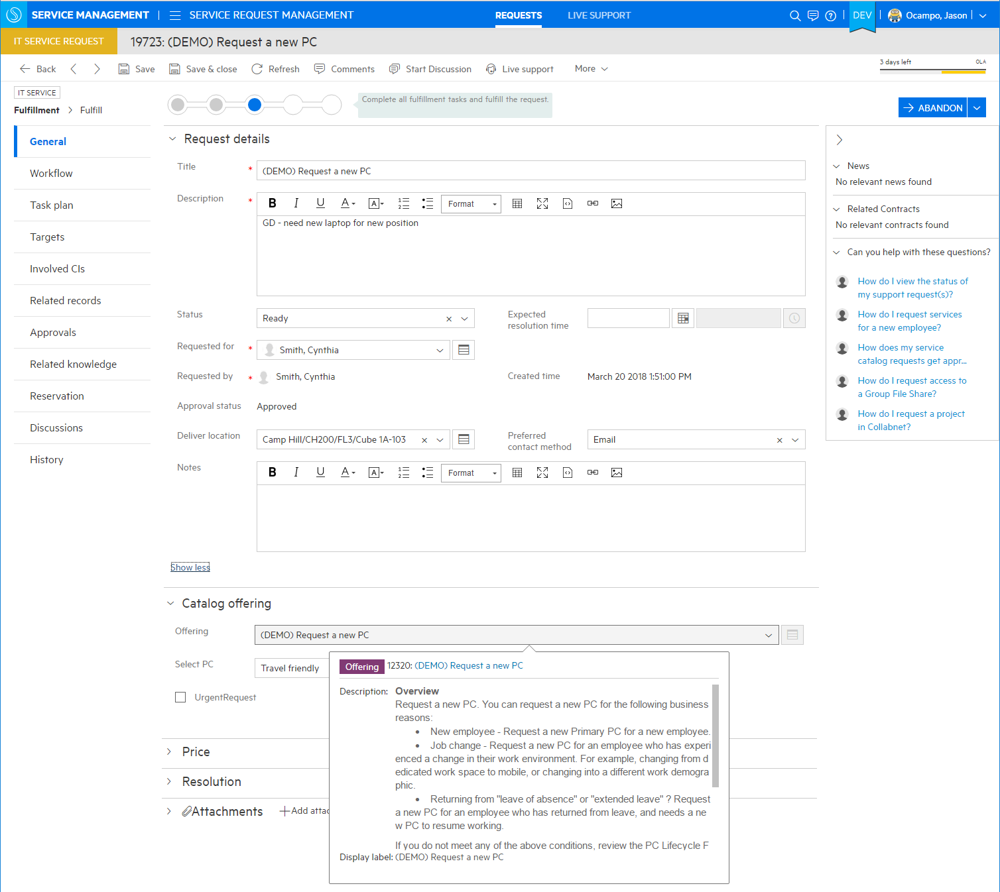 SERVICE MANAGEMENT
SERVICE REQUEST MANAGEMENT
REQUESTS
LIVE SUPPORT
DEV
Ocampo, Jason
IT SERVICE REQUEST
19723: (DEMO) Request a new PC
Back
Save
Save & close
Refresh
Comments
Start Discussion
Live support
More
3 days left
OLA
IT SERVICE
Fulfillment > Fulfill
Complete all fulfillment tasks and fulfill the request.
ABANDON
General
Workflow
Task plan
Targets
Involved CIs
Related records
Approvals
Related knowledge
Reservation
Discussions
History
Request details
Title *
(DEMO) Request a new PC
Description *
B I U A A Format
GD - need new laptop for new position
Status
Ready
Expected
resolution time
Requested for *
Smith, Cynthia
Requested by *
Smith, Cynthia
Created time
March 20 2018 1:51:00 PM
Approval status
Approved
Deliver location
Camp Hill/CH200/FL3/Cube 1A-103
Preferred
contact method
Email
Notes
B I U A A Format
Show less
Catalog offering
Offering
(DEMO) Request a new PC
Select PC
Travel friendly
UrgentRequest
Offering 12320: (DEMO) Request a new PC
Description:
Overview
Request a new PC. You can request a new PC for the following business
reasons:
• New employee - Request a new Primary PC for a new employee.
• Job change - Request a new PC for an employee who has experi
enced a change in their work environment. For example, changing from d
edicated work space to mobile, or changing into a different work demogra
phic.
• Returning from "leave of absence" or "extended leave" ? Request
a new PC for an employee who has returned from leave, and needs a ne
w PC to resume working.
If you do not meet any of the above conditions, review the PC Lifecycle F
Display label: (DEMO) Request a new PC
Price
Resolution
Attachments
Add attac
News
No relevant news found
Related Contracts
No relevant contracts found
Can you help with these questions?
How do I view the status of
my support request(s)?
How do I request services
for a new employee?
How does my service
catalog requests get appr...
How do I request access to
a Group File Share?
How do I request a project
in Collabnet?